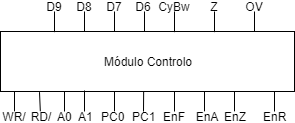 D9 D8 D7 D6 CyBw Z OV
Módulo Controlo
WR/ RD/ A0 A1 PC0 PC1 EnF EnA EnZ EnR